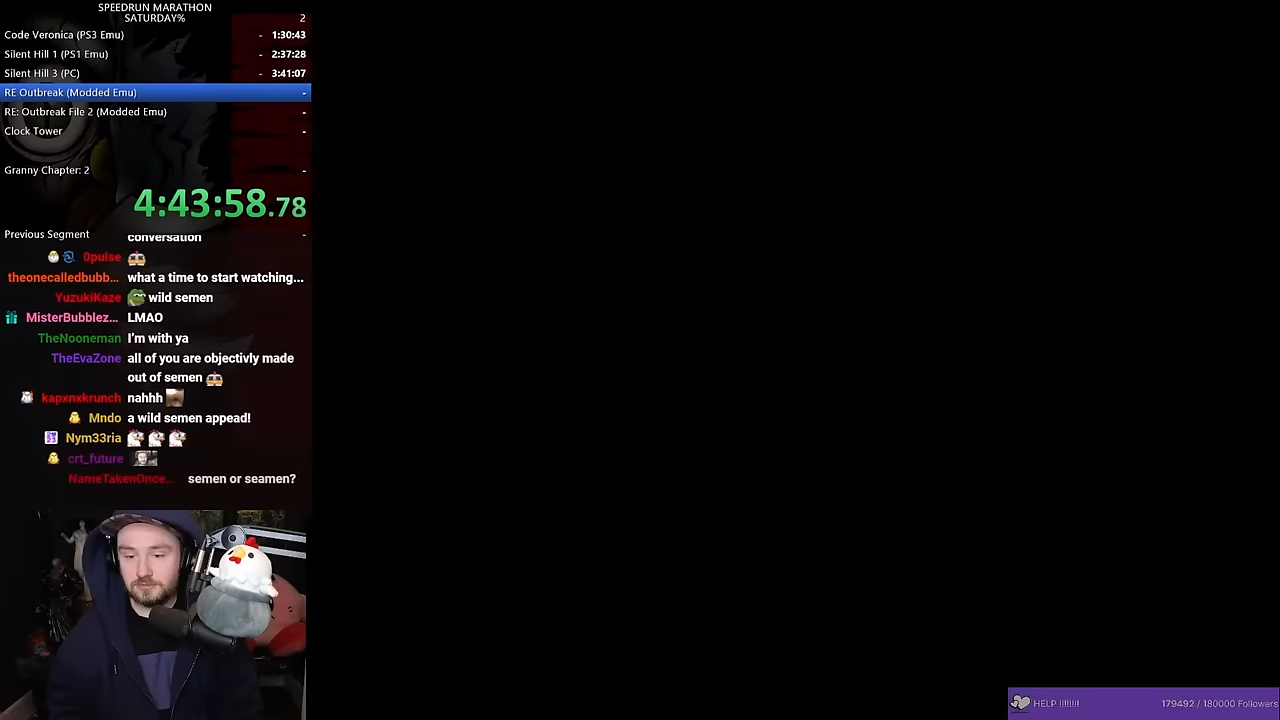 SPEEDRUN MARATHON
SATURDAY%
2
Code Veronica (PS3 Emu) - 1:30:43
Silent Hill 1 (PS1 Emu) - 2:37:28
Silent Hill 3 (PC) - 3:41:07
RE Outbreak (Modded Emu) -
RE: Outbreak File 2 (Modded Emu) -
Clock Tower -
Granny Chapter: 2 -
4:43:58.78
Previous Segment -
conversation
0pulse
theonecalledbubb… what a time to start watching...
YuzukiKaze wild semen
MisterBubblez… LMAO
TheNooneman I'm with ya
TheEvaZone all of you are objectivly made
out of semen
kapxnxkrunch nahhh
Mndo a wild semen appead!
Nym33ria
crt_future
NameTakenOnce… semen or seamen?
HELP !!!!!!! 179492 / 180000 Followers